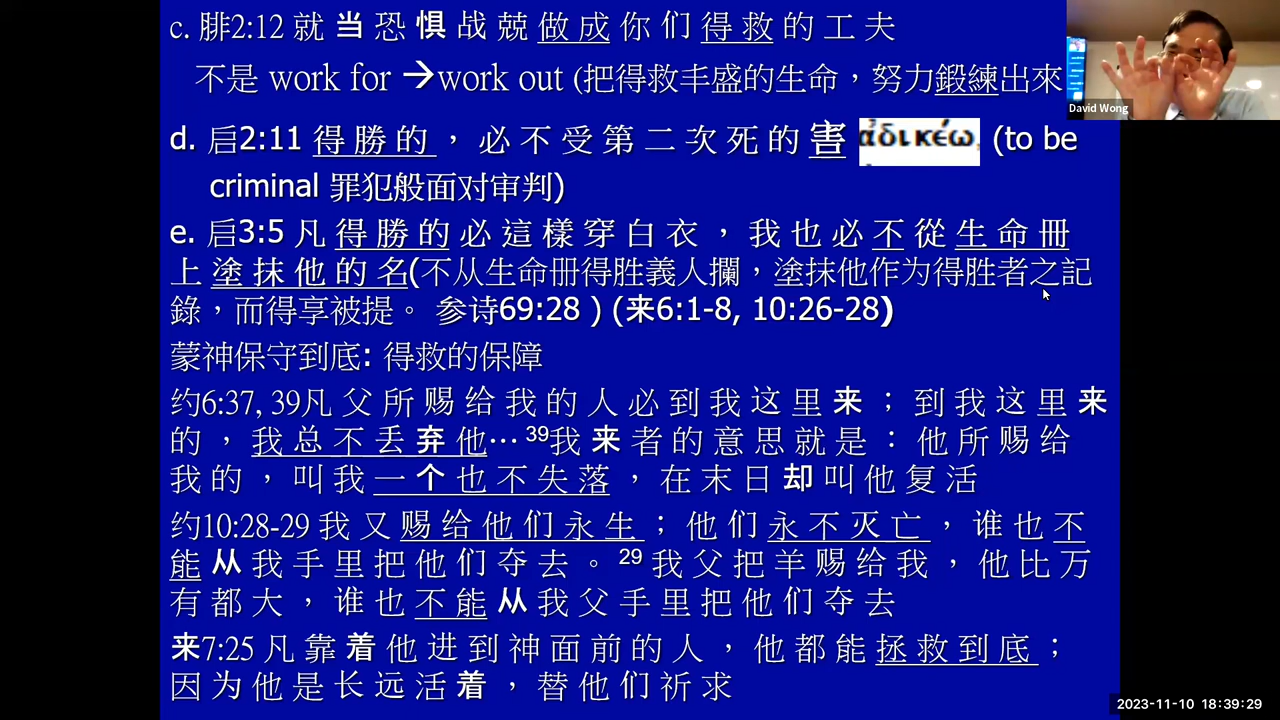 c. 腓2:12 就 当 恐 惧 战 兢 做 成 你 们 得 救 的 工 夫
不是 work for →work out (把得救丰盛的生命，努力鍛練出來
David Wong
d. 启2:11 得 勝 的 ， 必 不 受 第 二 次 死 的 害 ἀδικέω, (to be
criminal 罪犯般面对审判)
e. 启3:5 凡 得 勝 的 必 這 樣 穿 白 衣 ， 我 也 必 不 從 生 命 冊
上 塗 抹 他 的 名(不从生命册得胜義人攔，塗抹他作为得胜者之記
錄，而得享被提。 参诗69:28 ) (来6:1-8, 10:26-28)
蒙神保守到底: 得救的保障
约6:37, 39凡 父 所 赐 给 我 的 人 必 到 我 这 里 来 ； 到 我 这 里 来
的 ， 我 总 不 丢 弃 他… 39我 来 者 的 意 思 就 是 ： 他 所 赐 给
我 的 ， 叫 我 一 个 也 不 失 落 ， 在 末 日 却 叫 他 复 活
约10:28-29 我 又 赐 给 他 们 永 生 ； 他 们 永 不 灭 亡 ， 谁 也 不
能 从 我 手 里 把 他 们 夺 去 。 29 我 父 把 羊 赐 给 我 ， 他 比 万
有 都 大 ， 谁 也 不 能 从 我 父 手 里 把 他 们 夺 去
来7:25 凡 靠 着 他 进 到 神 面 前 的 人 ， 他 都 能 拯 救 到 底 ；
因 为 他 是 长 远 活 着 ， 替 他 们 祈 求
2023-11-10 18:39:29